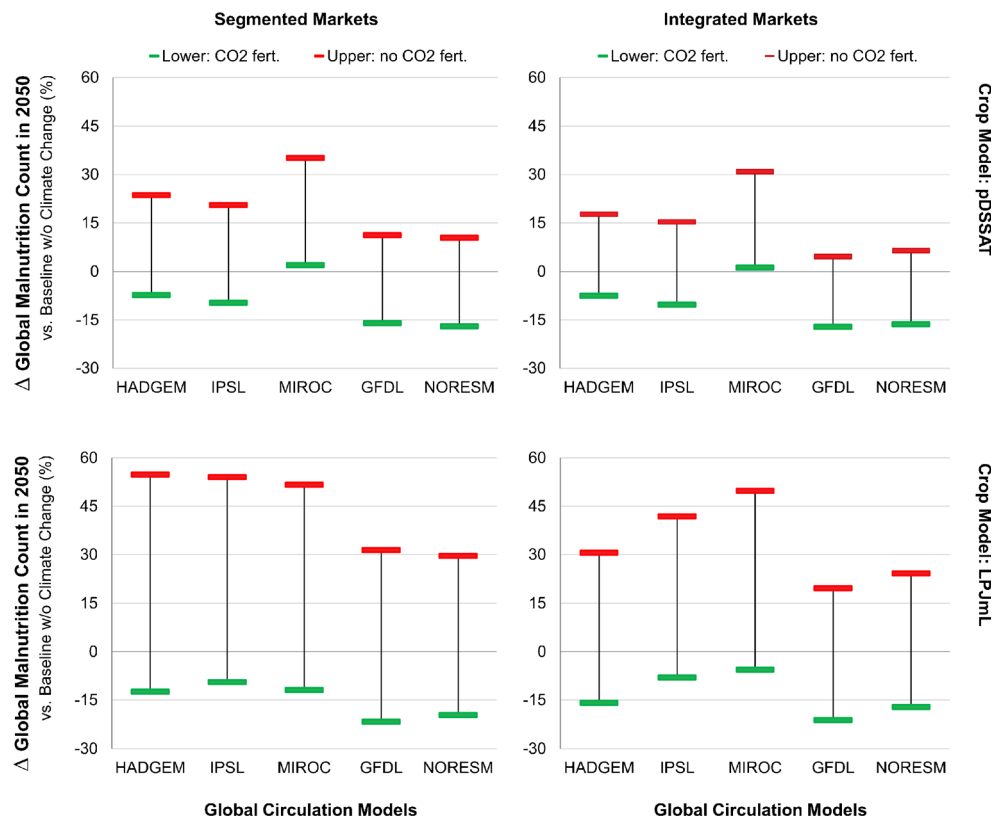 Segmented Markets
Integrated Markets
Lower: CO2 fert.
Upper: no CO2 fert.
Lower: CO2 fert.
Upper: no CO2 fert.
Δ Global Malnutrition Count in 2050
vs. Baseline w/o Climate Change (%)
60
45
30
15
0
-15
-30
HADGEM IPSL MIROC GFDL NORESM
60
45
30
15
0
-15
-30
HADGEM IPSL MIROC GFDL NORESM
Crop Model: pDSSAT
Δ Global Malnutrition Count in 2050
vs. Baseline w/o Climate Change (%)
60
45
30
15
0
-15
-30
HADGEM IPSL MIROC GFDL NORESM
Global Circulation Models
60
45
30
15
0
-15
-30
HADGEM IPSL MIROC GFDL NORESM
Global Circulation Models
Crop Model: LPJmL